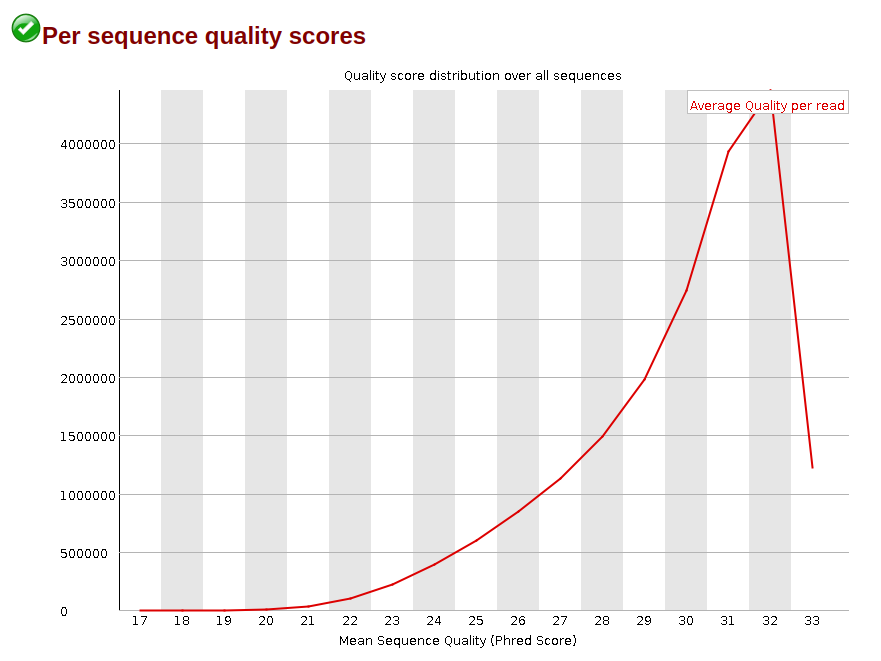 Per sequence quality scores
Quality score distribution over all sequences
Average Quality per read
4000000
3500000
3000000
2500000
2000000
1500000
1000000
500000
0
17 18 19 20 21 22 23 24 25 26 27 28 29 30 31 32 33
Mean Sequence Quality (Phred Score)